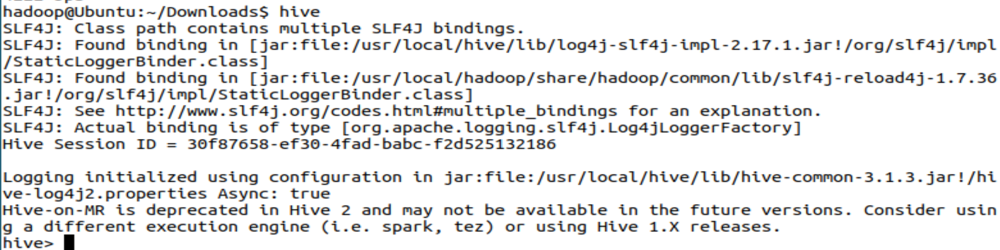 hadoop@Ubuntu:~/Downloads$ hive
SLF4J: Class path contains multiple SLF4J bindings.
SLF4J: Found binding in [jar:file:/usr/local/hive/lib/log4j-slf4j-impl-2.17.1.jar!/org/slf4j/impl
/StaticLoggerBinder.class]
SLF4J: Found binding in [jar:file:/usr/local/hadoop/share/hadoop/common/lib/slf4j-reload4j-1.7.36
.jar!/org/slf4j/impl/StaticLoggerBinder.class]
SLF4J: See http://www.slf4j.org/codes.html#multiple_bindings for an explanation.
SLF4J: Actual binding is of type [org.apache.logging.slf4j.Log4jLoggerFactory]
Hive Session ID = 30f87658-ef30-4fad-babc-f2d525132186

Logging initialized using configuration in jar:file:/usr/local/hive/lib/hive-common-3.1.3.jar!/hi
ve-log4j2.properties Async: true
Hive-on-MR is deprecated in Hive 2 and may not be available in the future versions. Consider usin
g a different execution engine (i.e. spark, tez) or using Hive 1.X releases.
hive>